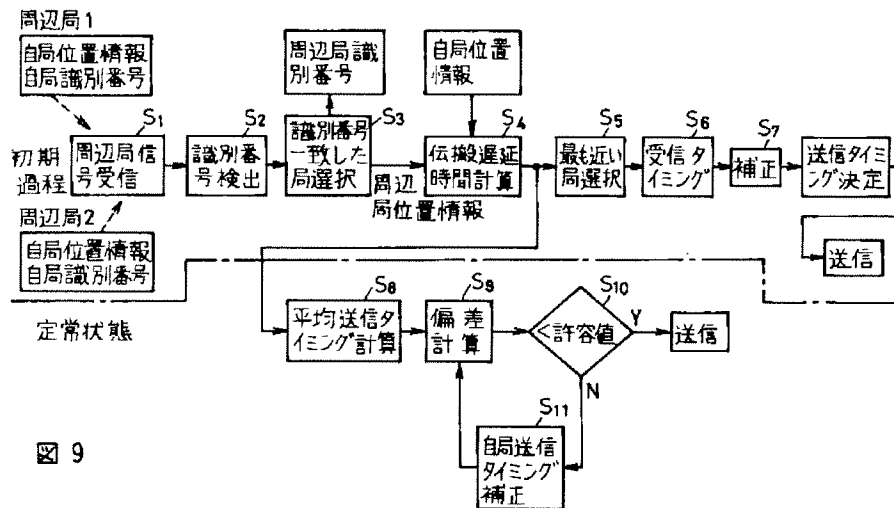 周辺局1
自局位置情報
自局識別番号
周辺局識
別番号
自局位置
情報
初期
過程
S1
周辺局信
号受信
S2
識別番
号検出
S3
識別番号
一致した
局選択
周辺
局位置情報
S4
伝搬遅延
時間計算
S5
最も近い
局選択
S6
受信タ
イミング
S7
補正
送信タイミ
ング決定
送信
周辺局2
自局位置情報
自局識別番号
定常状態
S8
平均送信タ
イミング計算
S9
偏差
計算
S10
<許容値
Y
送信
N
S11
自局送信
タイミング
補正
図 9